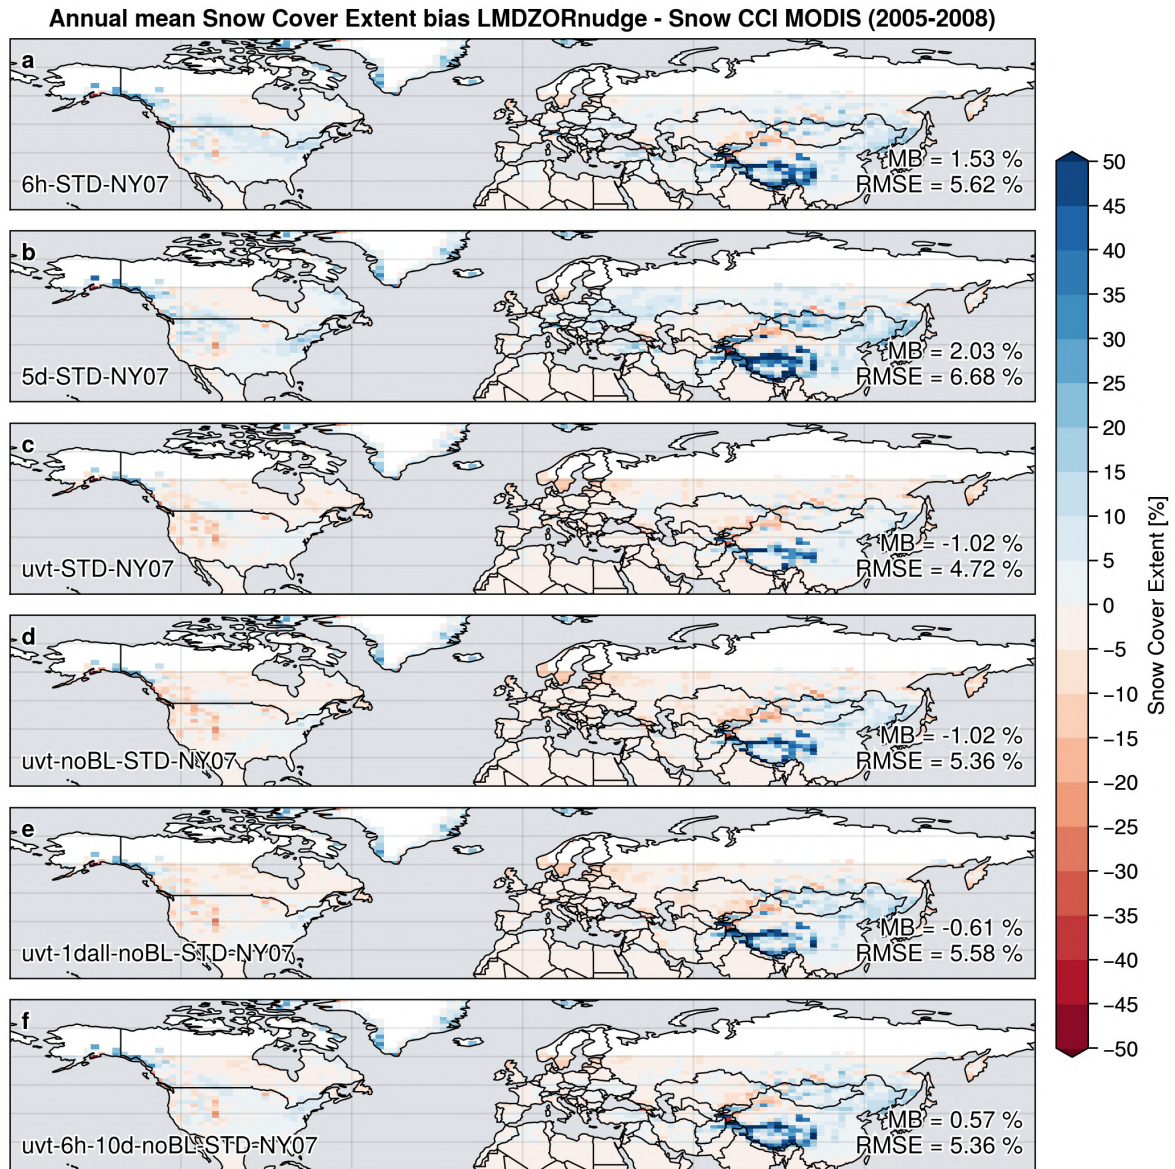 Annual mean Snow Cover Extent bias LMDZORnudge - Snow CCI MODIS (2005-2008)
a
MB = 1.53 %
6h-STD-NY07
RMSE = 5.62 %
b
MB = 2.03 %
5d-STD-NY07
RMSE = 6.68 %
c
MB = -1.02 %
uvt-STD-NY07
RMSE = 4.72 %
d
MB = -1.02 %
uvt-noBL-STD-NY07
RMSE = 5.36 %
e
MB = -0.61 %
uvt-1dall-noBL-STD-NY07
RMSE = 5.58 %
f
MB = 0.57 %
uvt-6h-10d-noBL-STD-NY07
RMSE = 5.36 %
50
45
40
35
30
25
20
15
10
5
0
−5
−10
−15
−20
−25
−30
−35
−40
−45
−50
Snow Cover Extent [%]